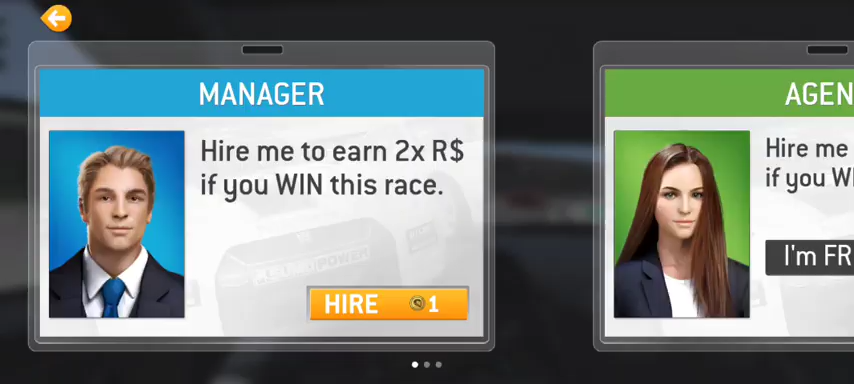 MANAGER
Hire me to earn 2x R$
if you WIN this race.
HIRE 1
AGEN
Hire me
if you WI
I'm FR